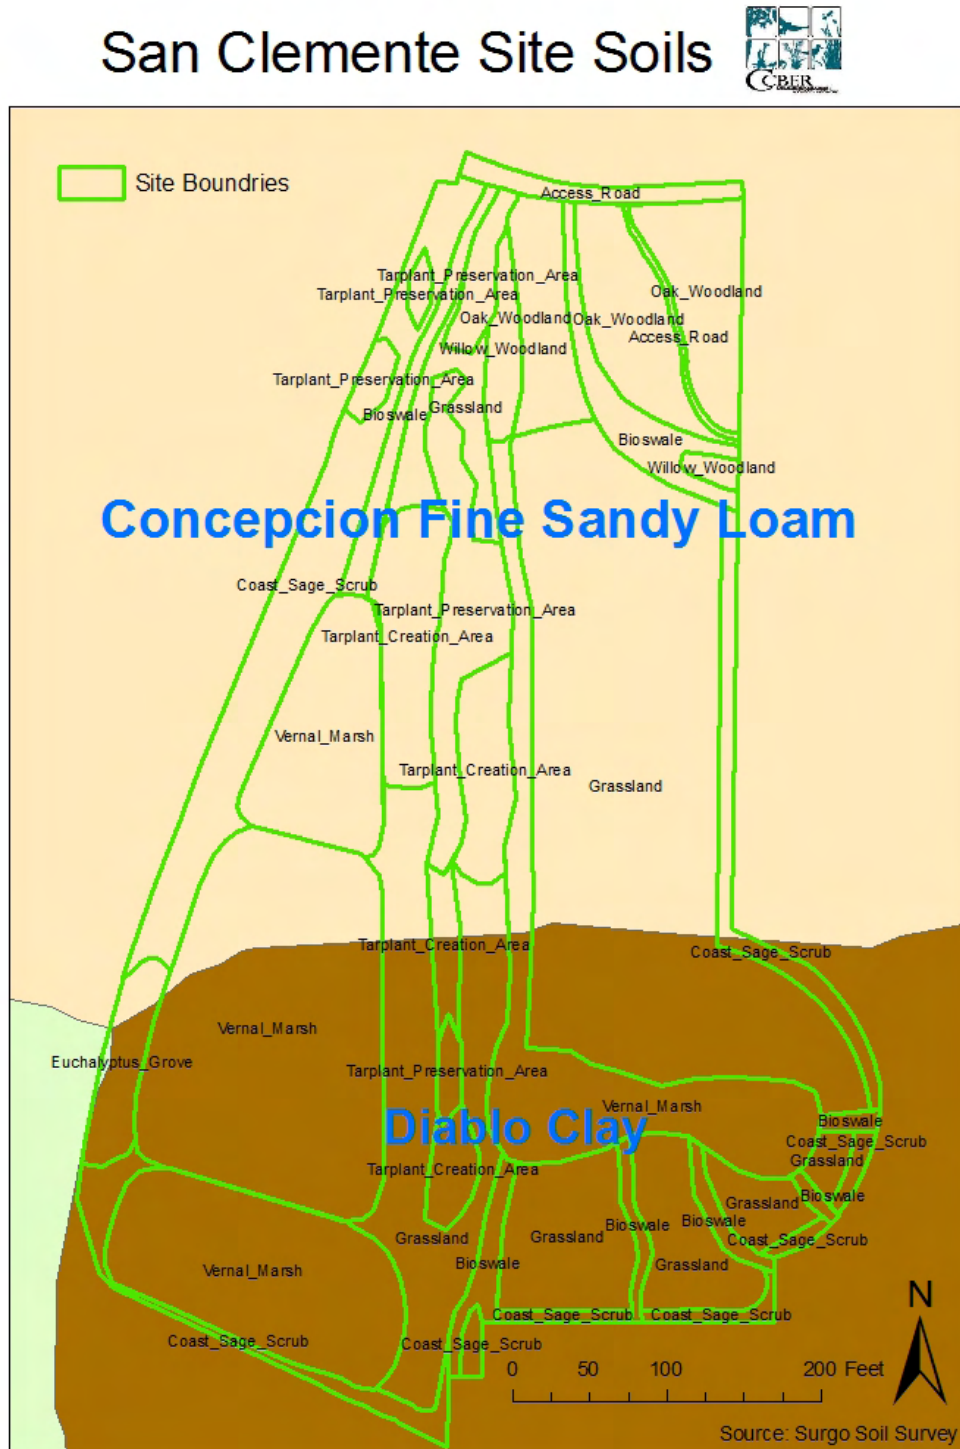 San Clemente Site Soils
CCBER
Site Boundries
Access_Road
Tarplant_Preservation_Area
Oak_Woodland
Tarplant_Preservation_Area
Oak_Woodland
Oak_Woodland
Access_Road
Willow_Woodland
Tarplant_Preservation_Area
Grassland
Bioswale
Bioswale
Willow_Woodland
Concepcion Fine Sandy Loam
Coast_Sage_Scrub
Tarplant_Preservation_Area
Tarplant_Creation_Area
Vernal_Marsh
Tarplant_Creation_Area
Grassland
Tarplant_Creation_Area
Coast_Sage_Scrub
Vernal_Marsh
Euchalyptus_Grove
Tarplant_Preservation_Area
Vernal_Marsh
Diablo Clay
Bioswale
Coast_Sage_Scrub
Grassland
Tarplant_Creation_Area
Bioswale
Grassland
Bioswale
Bioswale
Grassland
Grassland
Coast_Sage_Scrub
Bioswale
Grassland
Vernal_Marsh
Coast_Sage_Scrub
Coast_Sage_Scrub
Coast_Sage_Scrub
Coast_Sage_Scrub
N
0 50 100 200 Feet
Source: Surgo Soil Survey